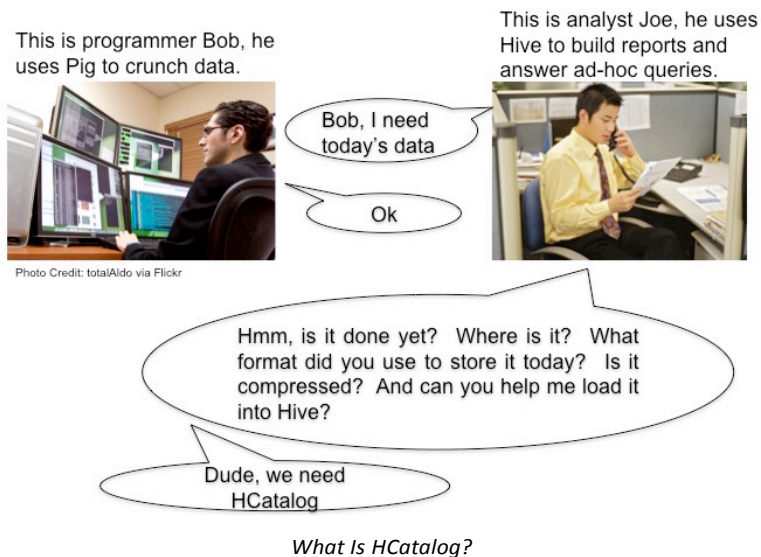 This is programmer Bob, he
uses Pig to crunch data.
This is analyst Joe, he uses
Hive to build reports and
answer ad-hoc queries.
Bob, I need
today’s data
Ok
Photo Credit: totalAldo via Flickr
Hmm, is it done yet? Where is it? What
format did you use to store it today? Is it
compressed? And can you help me load it
into Hive?
Dude, we need
HCatalog
What Is HCatalog?